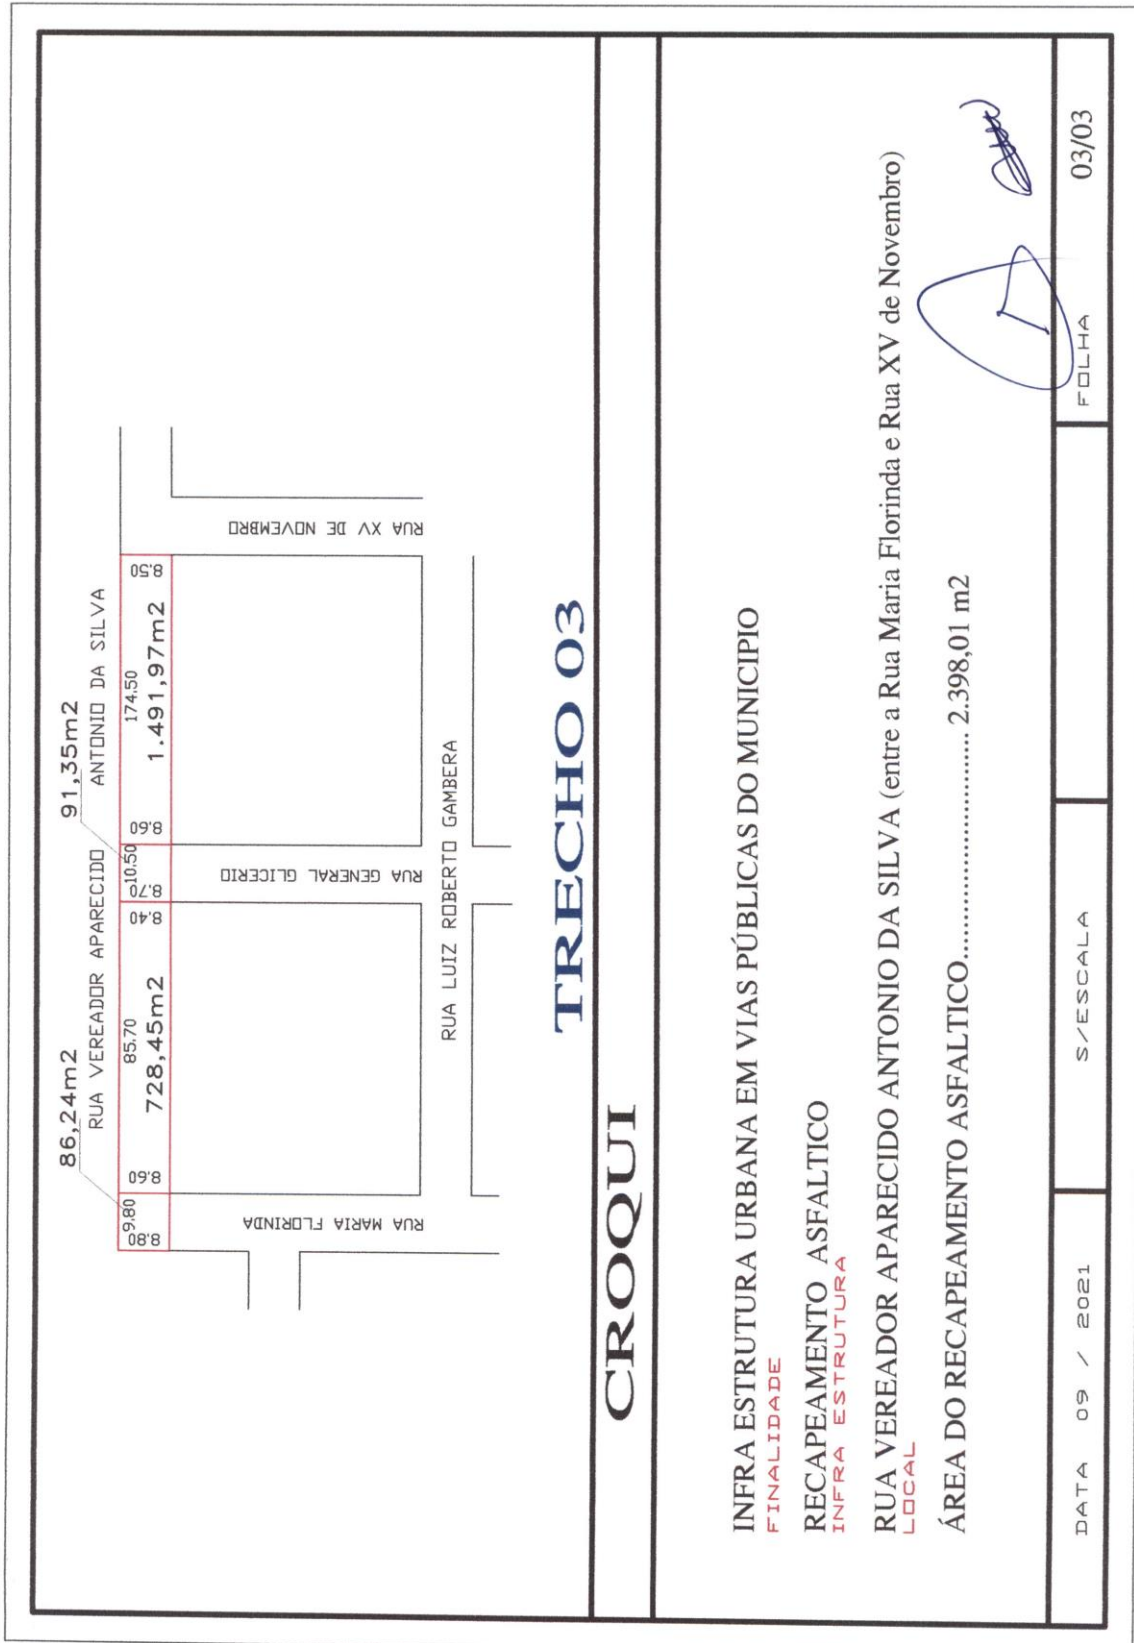 86,24m2
91,35m2
RUA VEREADOR APARECIDO ANTONIO DA SILVA
9.80
85.70
10.50
174.50
8.80
8.60
8.40
8.70
8.60
8.50
728,45m2
1.491,97m2
RUA MARIA FLORINDA
RUA GENERAL GLICERIO
RUA XV DE NOVEMBRO
RUA LUIZ ROBERTO GAMBERA
TRECHO 03
CROQUI
INFRA ESTRUTURA URBANA EM VIAS PÚBLICAS DO MUNICIPIO
FINALIDADE
RECAPEAMENTO ASFALTICO
INFRA ESTRUTURA
RUA VEREADOR APARECIDO ANTONIO DA SILVA (entre a Rua Maria Florinda e Rua XV de Novembro)
LOCAL
ÁREA DO RECAPEAMENTO ASFALTICO........................................ 2.398,01 m2
DATA 09 / 2021
S/ESCALA
FOLHA 03/03